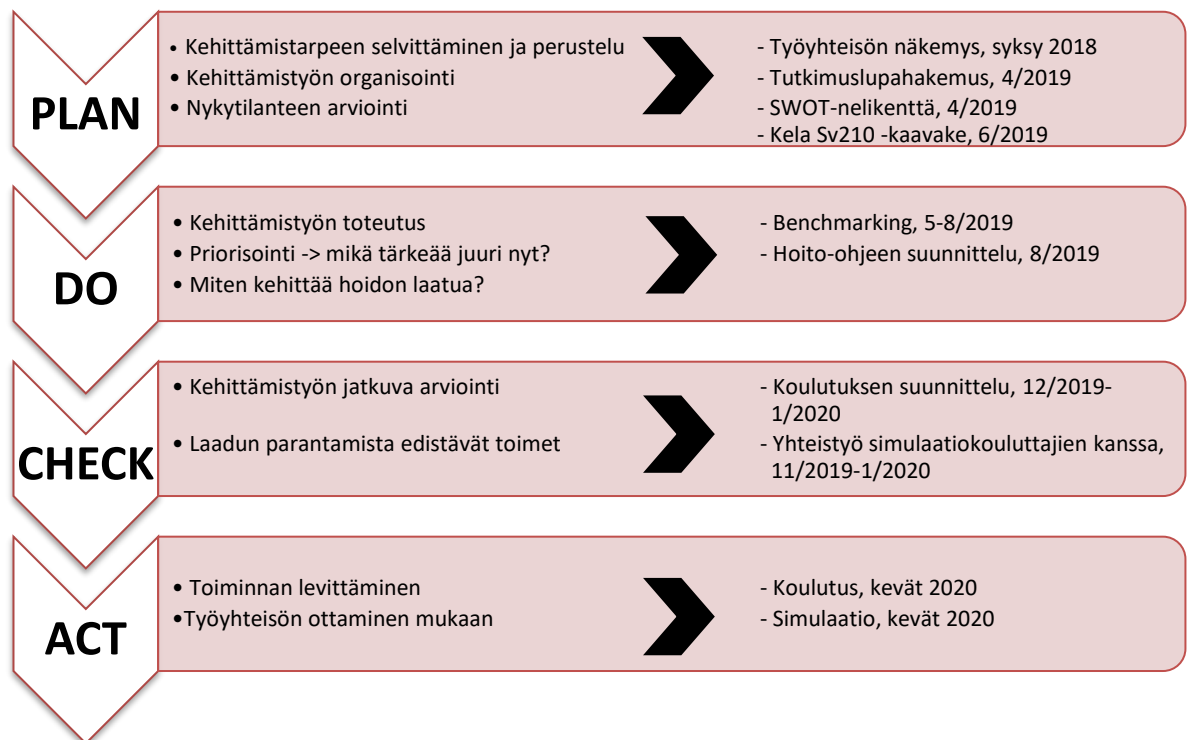 PLAN
• Kehittämistarpeen selvittäminen ja perustelu
• Kehittämistyön organisointi
• Nykytilanteen arviointi
- Työyhteisön näkemys, syksy 2018
- Tutkimuslupahakemus, 4/2019
- SWOT-nelikenttä, 4/2019
- Kela Sv210 -kaavake, 6/2019
DO
• Kehittämistyön toteutus
• Priorisointi -> mikä tärkeää juuri nyt?
• Miten kehittää hoidon laatua?
- Benchmarking, 5-8/2019
- Hoito-ohjeen suunnittelu, 8/2019
CHECK
• Kehittämistyön jatkuva arviointi
• Laadun parantamista edistävät toimet
- Koulutuksen suunnittelu, 12/2019-
1/2020
- Yhteistyö simulaatiokouluttajien kanssa,
11/2019-1/2020
ACT
• Toiminnan levittäminen
•Työyhteisön ottaminen mukaan
- Koulutus, kevät 2020
- Simulaatio, kevät 2020